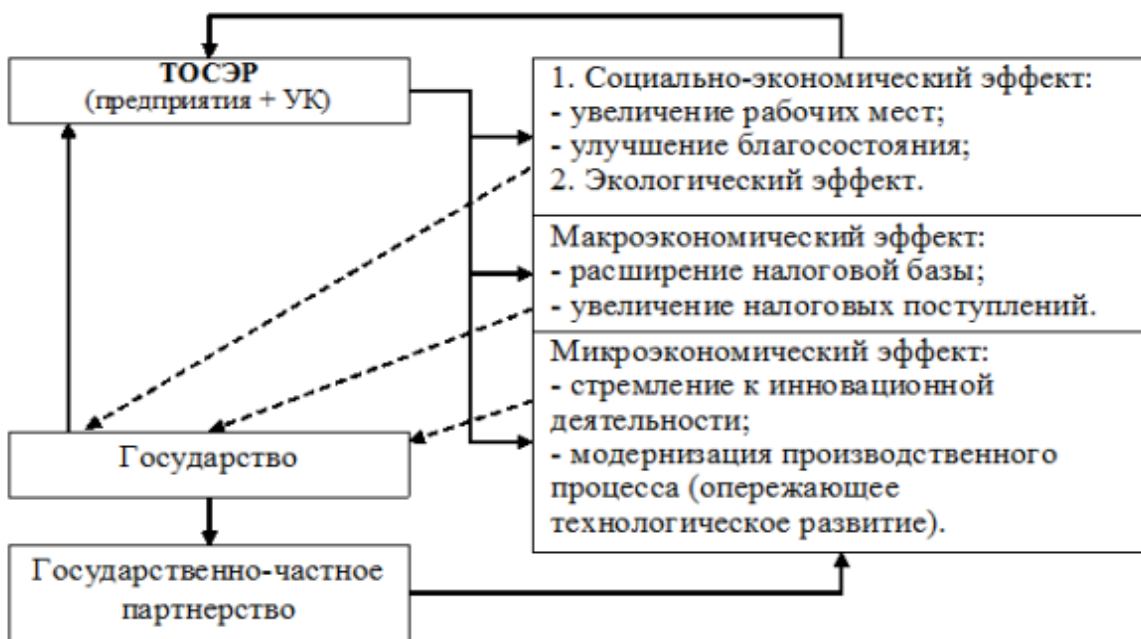 ТОСЭР
(предприятия + УК)
1. Социально-экономический эффект:
- увеличение рабочих мест;
- улучшение благосостояния;
2. Экологический эффект.
Макроэкономический эффект:
- расширение налоговой базы;
- увеличение налоговых поступлений.
Микроэкономический эффект:
- стремление к инновационной
деятельности;
- модернизация производственного
процесса (опережающее
технологическое развитие).
Государство
Государственно-частное
партнерство